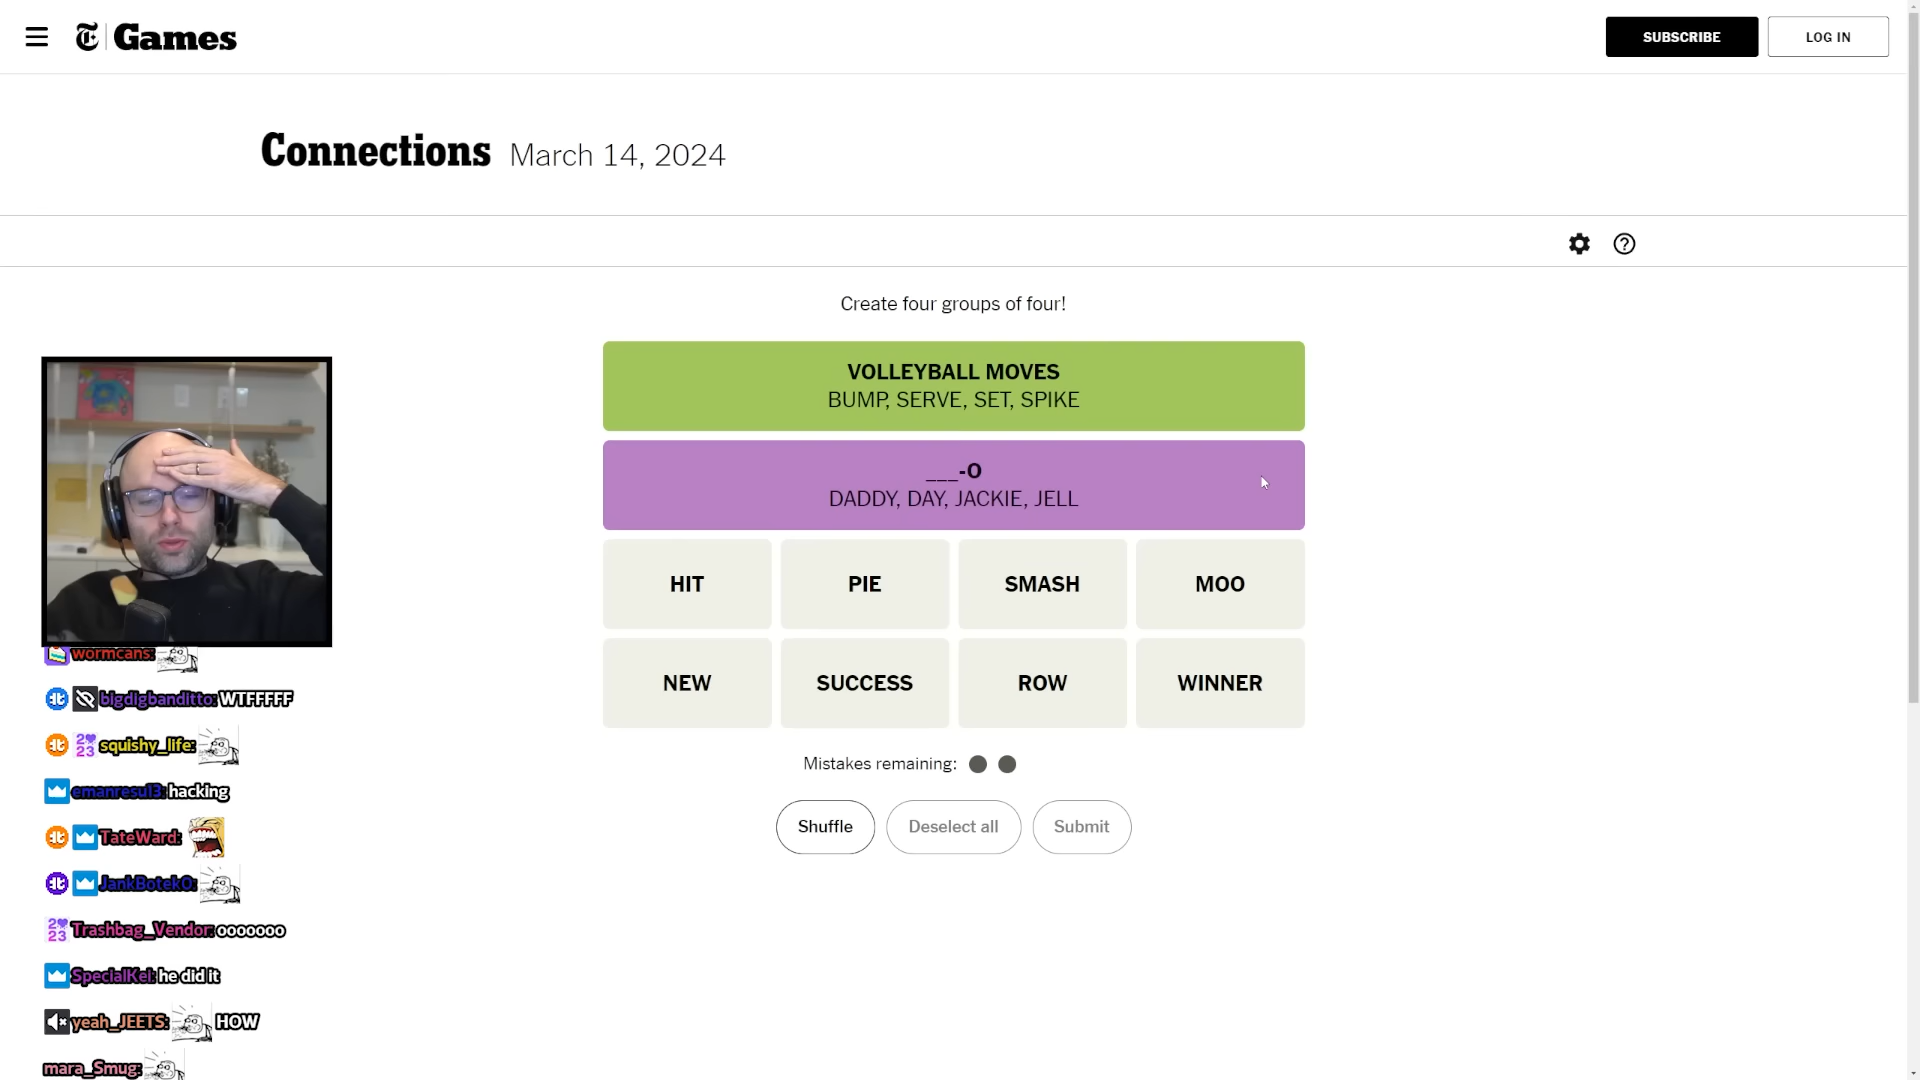 T Games
SUBSCRIBE
LOG IN
Connections March 14, 2024
Create four groups of four!
VOLLEYBALL MOVES
BUMP, SERVE, SET, SPIKE
___-O
DADDY, DAY, JACKIE, JELL
HIT PIE SMASH MOO
NEW SUCCESS ROW WINNER
Mistakes remaining:
Shuffle Deselect all Submit
wormcans:
bigdigbanditto: WTFFFFF
squishy_life:
emanresu13: hacking
TateWard:
JankBotekO:
Trashbag_Vendor: ooooooo
SpecialKei: he did it
yeah_JEETS: HOW
mara_Smug: